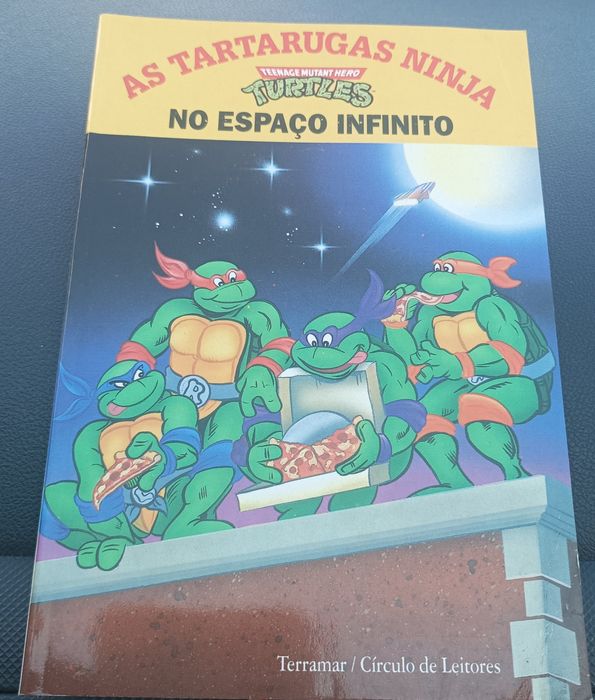 AS TARTARUGAS NINJA
TEENAGE MUTANT HERO
TURTLES
NO ESPAÇO INFINITO
R
Terramar / Círculo de Leitores